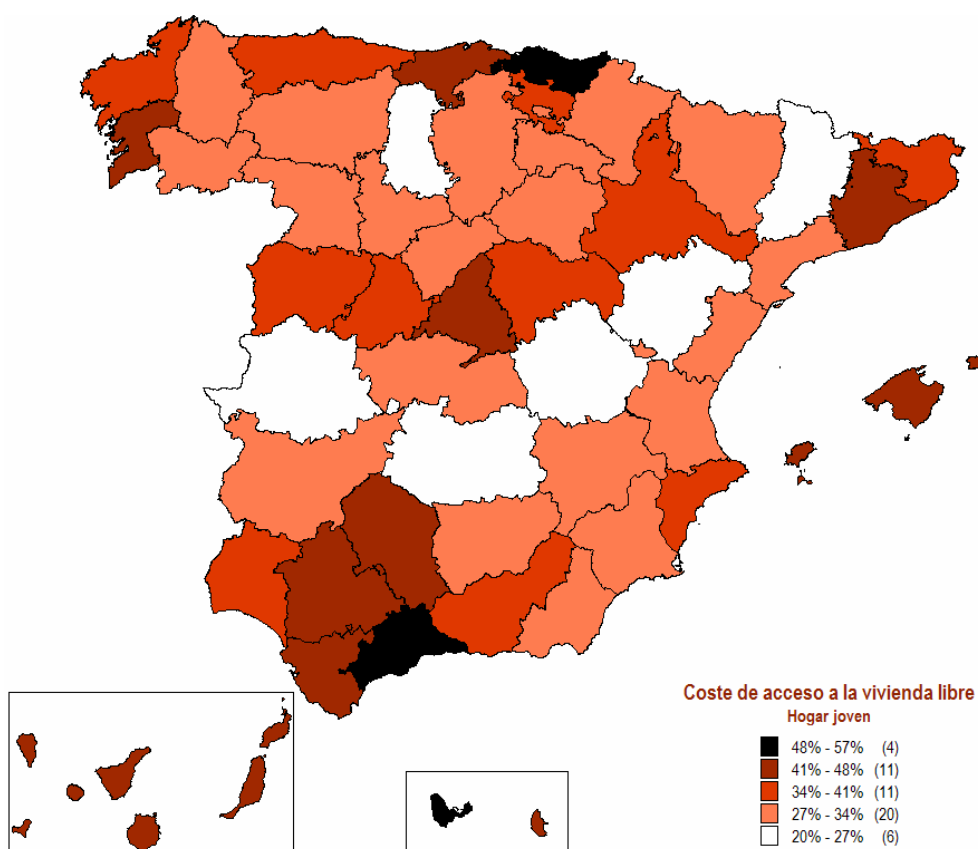 Coste de acceso a la vivienda libre
Hogar joven
48% - 57% (4)
41% - 48% (11)
34% - 41% (11)
27% - 34% (20)
20% - 27% (6)